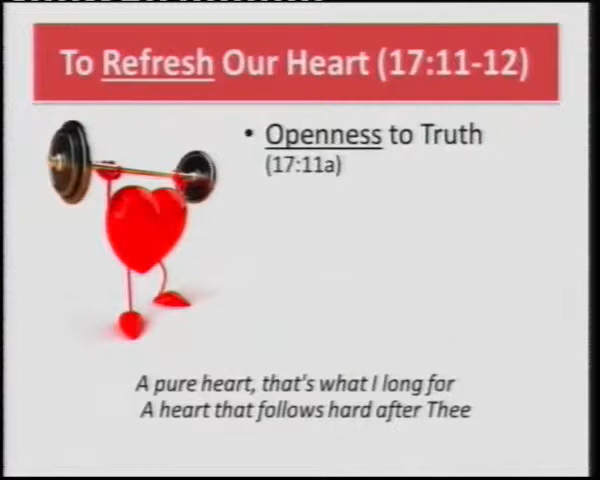 To Refresh Our Heart (17:11-12)
• Openness to Truth
(17:11a)
A pure heart, that's what I long for
A heart that follows hard after Thee